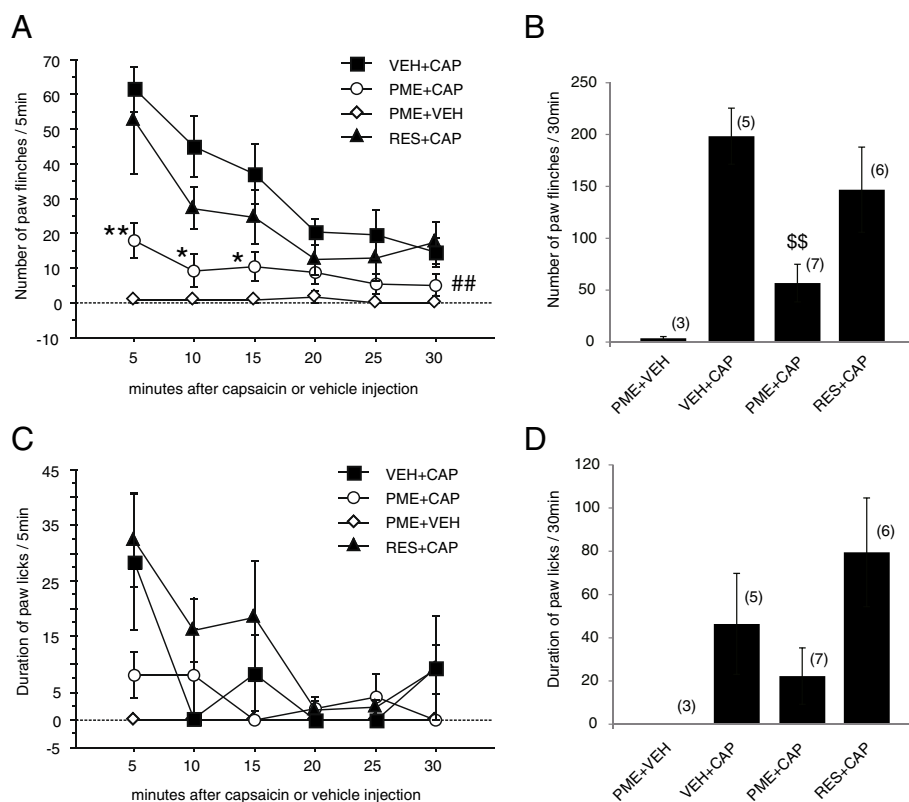 A
Number of paw flinches / 5min
70
60
50
40
30
20
10
0
-10
VEH+CAP
PME+CAP
PME+VEH
RES+CAP
**
*
*
##
5 10 15 20 25 30
minutes after capsaicin or vehicle injection
B
Number of paw flinches / 30min
250
200
150
100
50
0
(3)
(5)
$$
(7)
(6)
PME+VEH
VEH+CAP
PME+CAP
RES+CAP
C
Duration of paw licks / 5min
45
35
25
15
5
0
-5
VEH+CAP
PME+CAP
PME+VEH
RES+CAP
5 10 15 20 25 30
minutes after capsaicin or vehicle injection
D
Duration of paw licks / 30min
120
100
80
60
40
20
0
(3)
(5)
(7)
(6)
PME+VEH
VEH+CAP
PME+CAP
RES+CAP